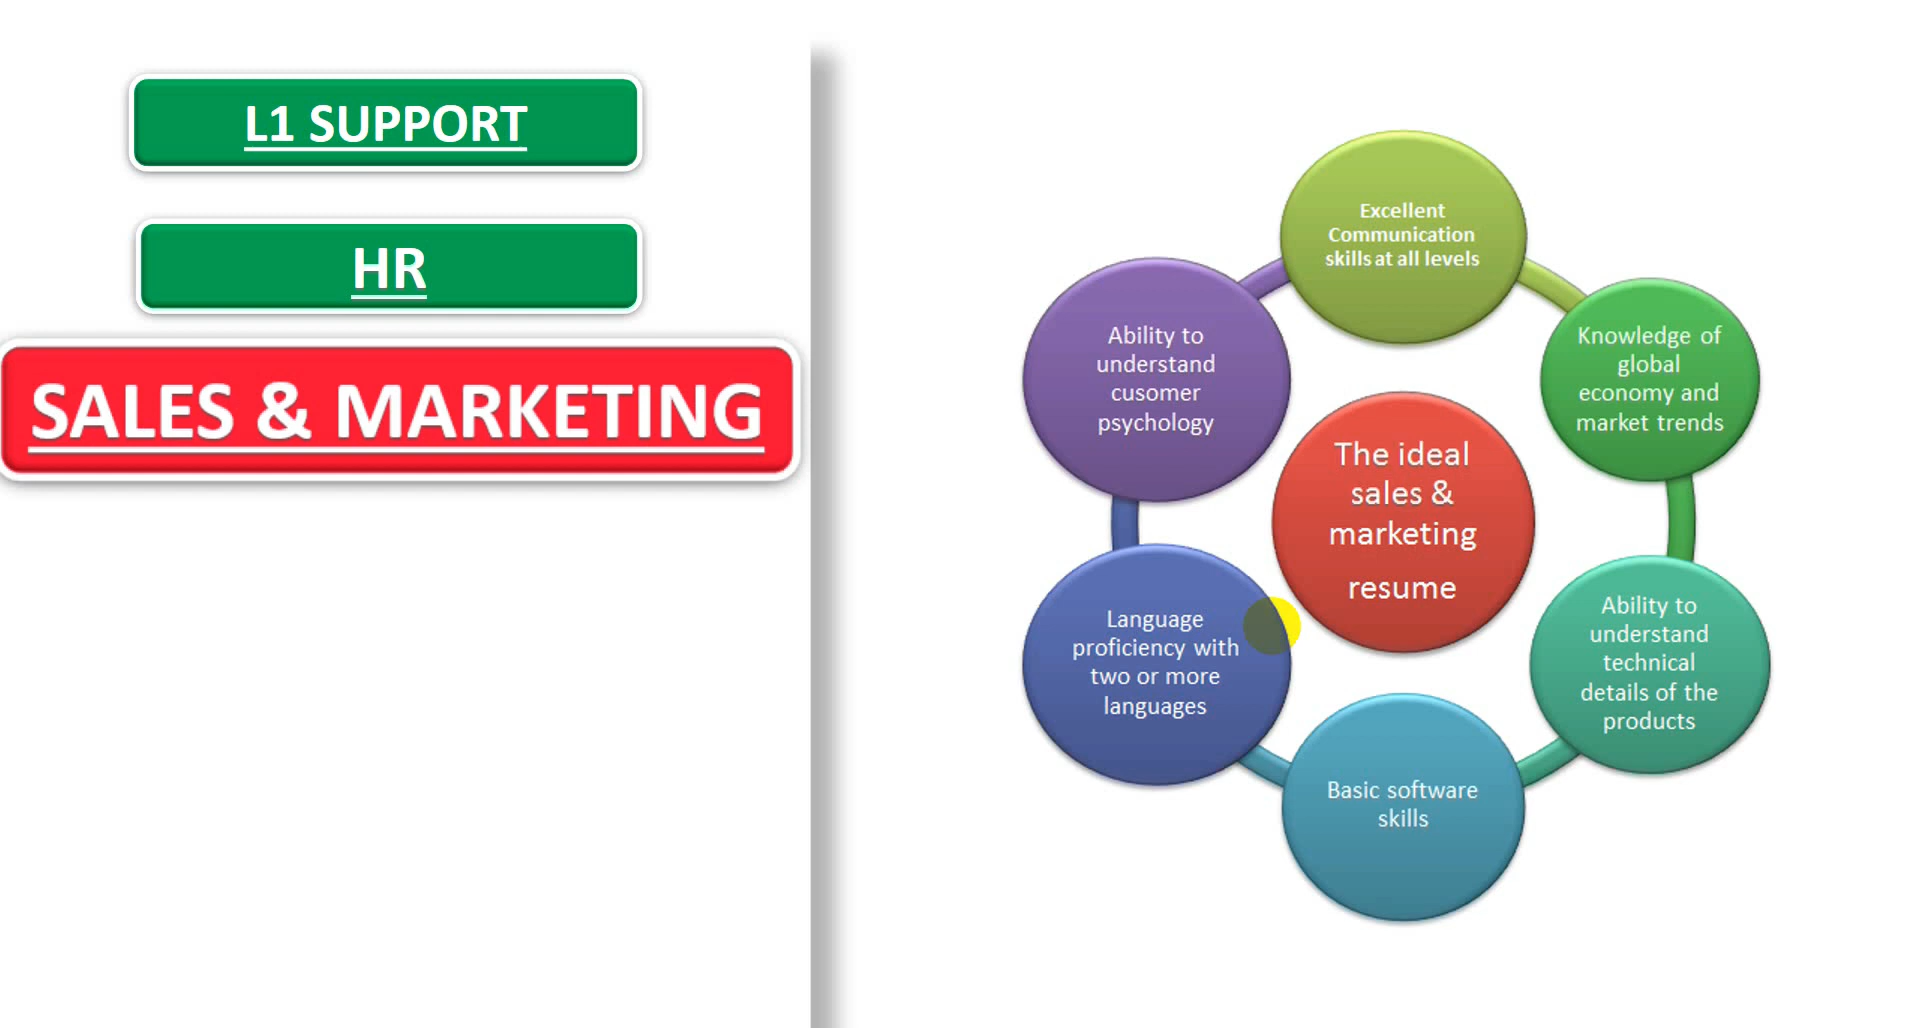 L1 SUPPORT
HR
SALES & MARKETING
Excellent
Communication
skills at all levels
Knowledge of
global
economy and
market trends
Ability to
understand
technical
details of the
products
Basic software
skills
Language
proficiency with
two or more
languages
Ability to
understand
cusomer
psychology
The ideal
sales &
marketing
resume